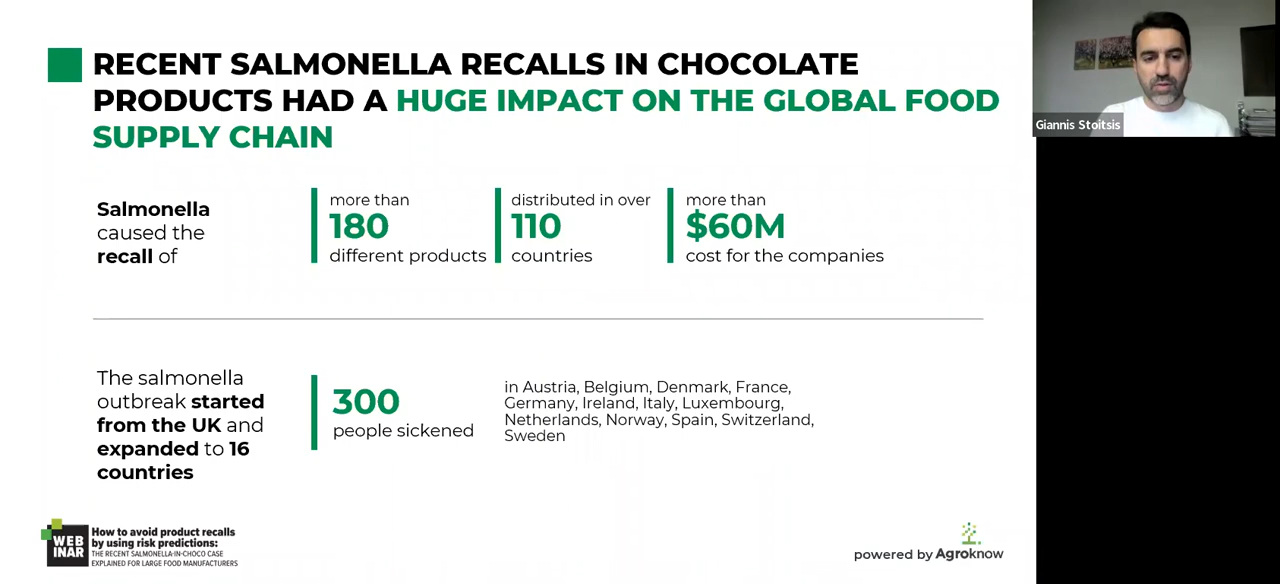 RECENT SALMONELLA RECALLS IN CHOCOLATE
PRODUCTS HAD A HUGE IMPACT ON THE GLOBAL FOOD
SUPPLY CHAIN
Giannis Stoitsis
Salmonella
caused the
recall of
more than
180
different products
distributed in over
110
countries
more than
$60M
cost for the companies
The salmonella
outbreak started
from the UK and
expanded to 16
countries
300
people sickened
in Austria, Belgium, Denmark, France,
Germany, Ireland, Italy, Luxembourg,
Netherlands, Norway, Spain, Switzerland,
Sweden
WEB
INAR
How to avoid product recalls
by using risk predictions:
THE RECENT SALMONELLA-IN-CHOCO CASE
EXPLAINED FOR LARGE FOOD MANUFACTURERS
powered by Agroknow